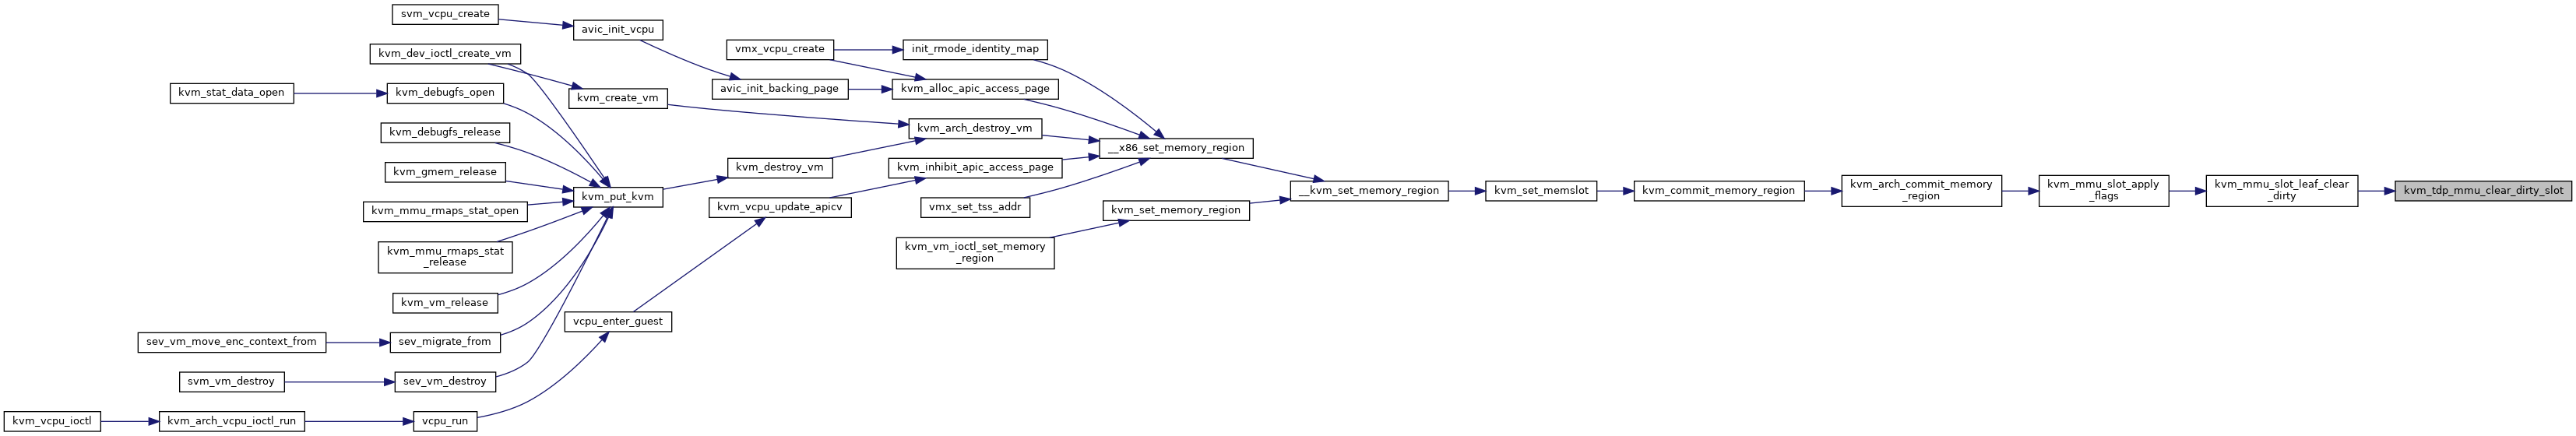 svm_vcpu_create
avic_init_vcpu
kvm_dev_ioctl_create_vm
vmx_vcpu_create
init_rmode_identity_map
kvm_stat_data_open
kvm_debugfs_open
kvm_create_vm
avic_init_backing_page
kvm_alloc_apic_access_page
kvm_debugfs_release
kvm_arch_destroy_vm
__x86_set_memory_region
kvm_gmem_release
kvm_destroy_vm
kvm_inhibit_apic_access_page
kvm_put_kvm
kvm_mmu_rmaps_stat_open
kvm_vcpu_update_apicv
vmx_set_tss_addr
__kvm_set_memory_region
kvm_set_memslot
kvm_commit_memory_region
kvm_arch_commit_memory
_region
kvm_mmu_slot_apply
_flags
kvm_mmu_slot_leaf_clear
_dirty
kvm_tdp_mmu_clear_dirty_slot
kvm_set_memory_region
kvm_mmu_rmaps_stat
_release
kvm_vm_ioctl_set_memory
_region
kvm_vm_release
vcpu_enter_guest
sev_vm_move_enc_context_from
sev_migrate_from
svm_vm_destroy
sev_vm_destroy
kvm_vcpu_ioctl
kvm_arch_vcpu_ioctl_run
vcpu_run